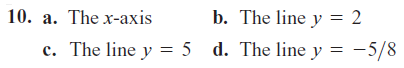 10. a. The x-axis b. The line y = 2
c. The line y = 5 d. The line y = −5/8